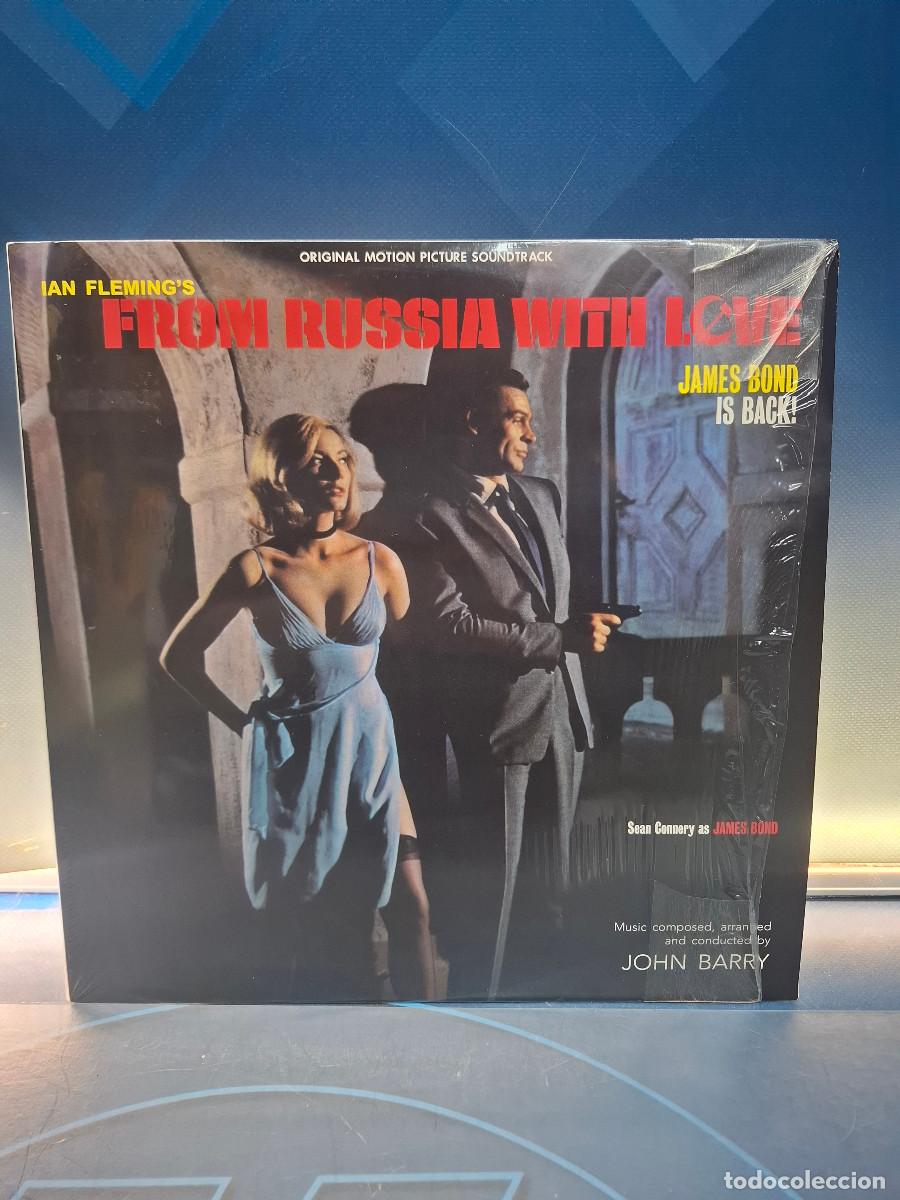 ORIGINAL MOTION PICTURE SOUNDTRACK
IAN FLEMING'S
FROM RUSSIA WITH LOVE
JAMES BOND
IS BACK!
Sean Connery as JAMES BOND
Music composed, arranged
and conducted by
JOHN BARRY
todocoleccion